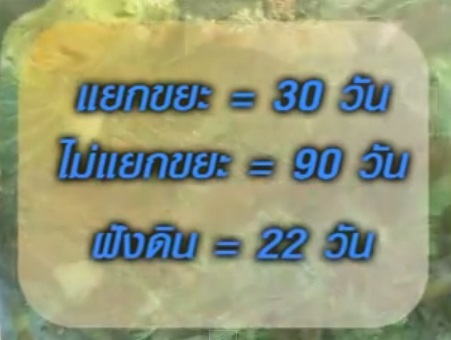 แยกขยะ = 30 วัน
ไม่แยกขยะ = 90 วัน
ฝังดิน = 22 วัน